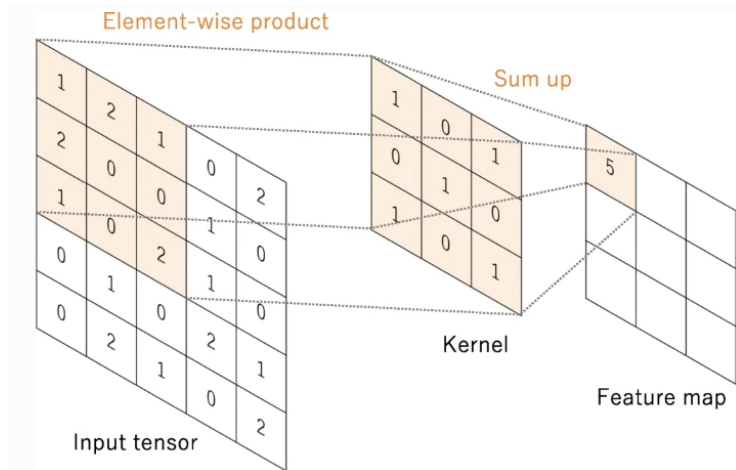 Element-wise product
Sum up
1 2 1 0 2
2 0 0 1 0
1 0 2 1 0
0 1 0 2 1
0 2 1 0 2
1 0 1
0 1 0
1 0 1
5
Kernel
Feature map
Input tensor